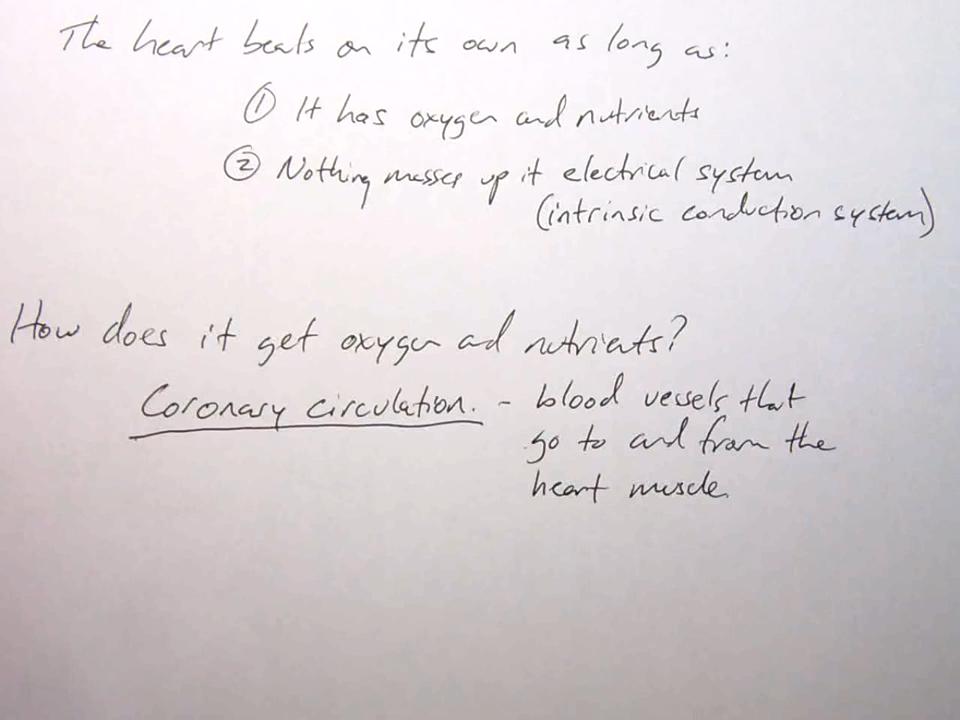 The heart beats on its own as long as:
① It has oxygen and nutrients
② Nothing messes up it electrical system
(intrinsic conduction system)
How does it get oxygen ad nutrients?
Coronary circulation. - blood vessels that
go to and from the
heart muscle.